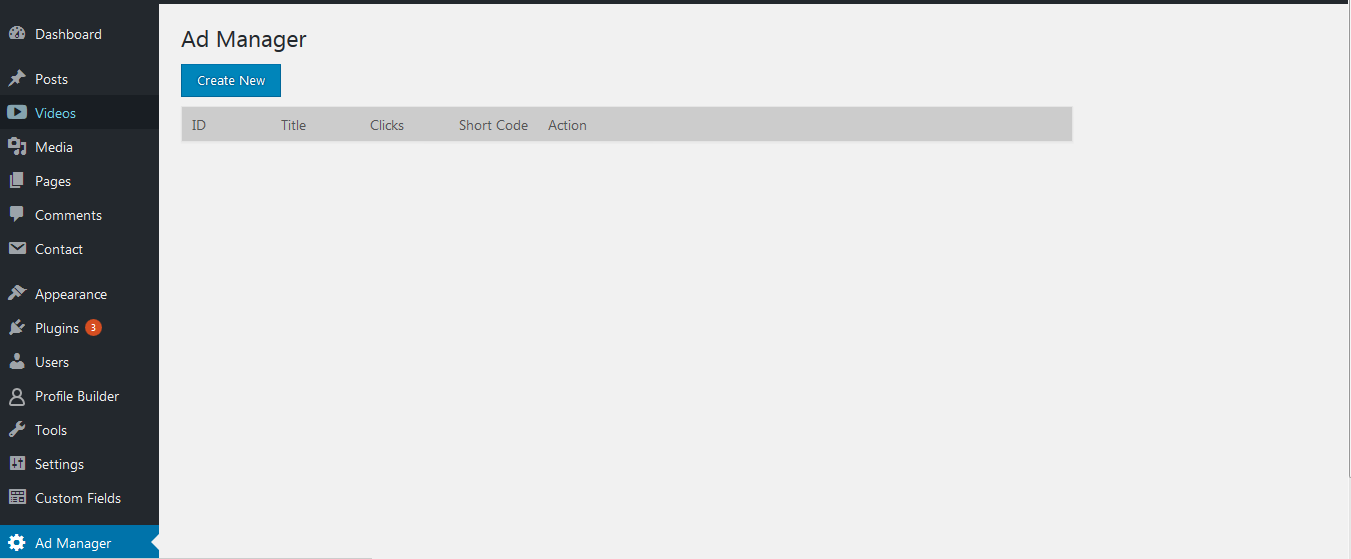 Dashboard
Posts
Videos
Media
Pages
Comments
Contact
Appearance
Plugins 3
Users
Profile Builder
Tools
Settings
Custom Fields
Ad Manager
Ad Manager
Create New
ID Title Clicks Short Code Action